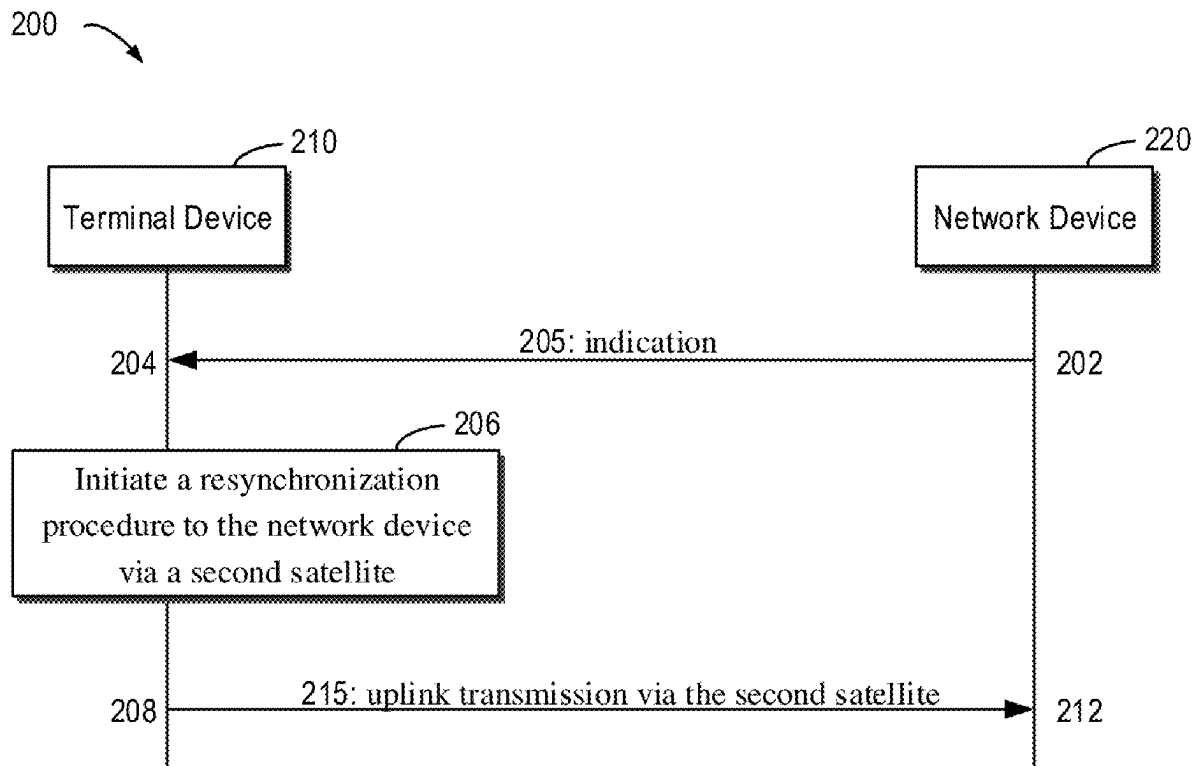 200
210
220
Terminal Device
Network Device
205: indication
204
202
206
Initiate a resynchronization
procedure to the network device
via a second satellite
215: uplink transmission via the second satellite
208
212